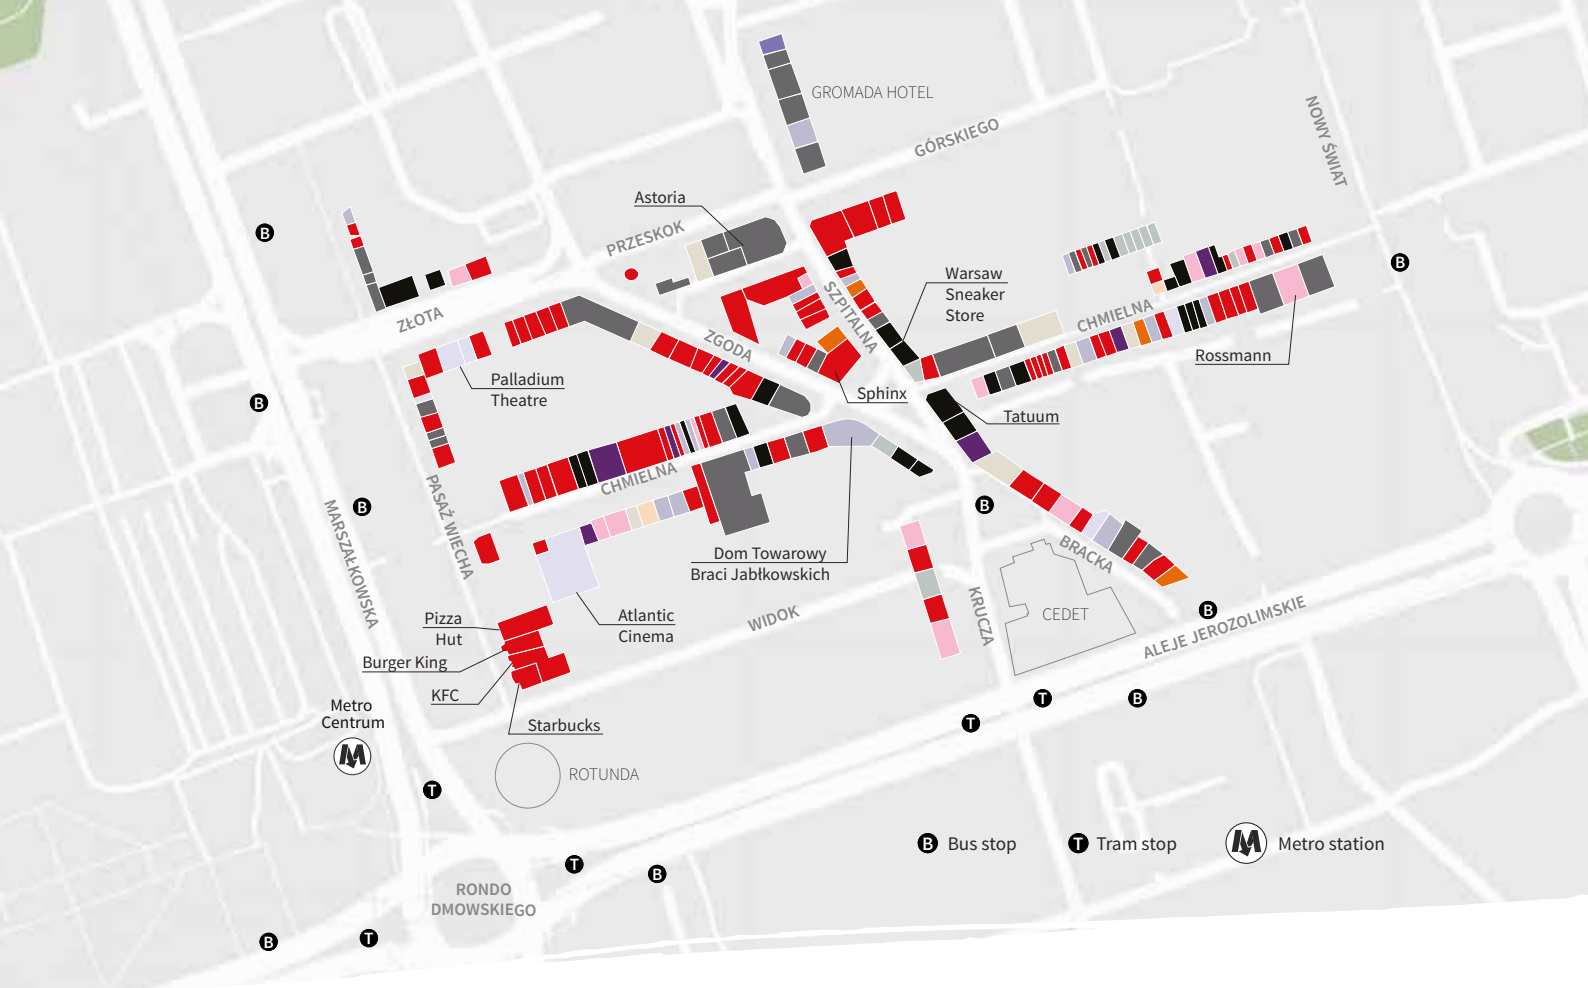 GROMADA HOTEL
GÓRSKIEGO
NOWY ŚWIAT
Astoria
PRZESKOK
B
B
ZŁOTA
SZPITALNA
Warsaw
Sneaker
Store
CHMIELNA
Rossmann
ZGODA
Palladium
Theatre
Sphinx
Tatuum
B
CHMIELNA
B
B
MARSZAŁKOWSKA
PASAŻ WIECHA
Dom Towarowy
Braci Jabłkowskich
BRACKA
Atlantic
Cinema
WIDOK
KRUCZA
CEDET
B
ALEJE JEROZOLIMSKIE
Pizza
Hut
Burger King
KFC
Starbucks
Metro
Centrum
M
T
B
T
ROTUNDA
T
B Bus stop
T Tram stop
M Metro station
T
B
RONDO
DMOWSKIEGO
B
T